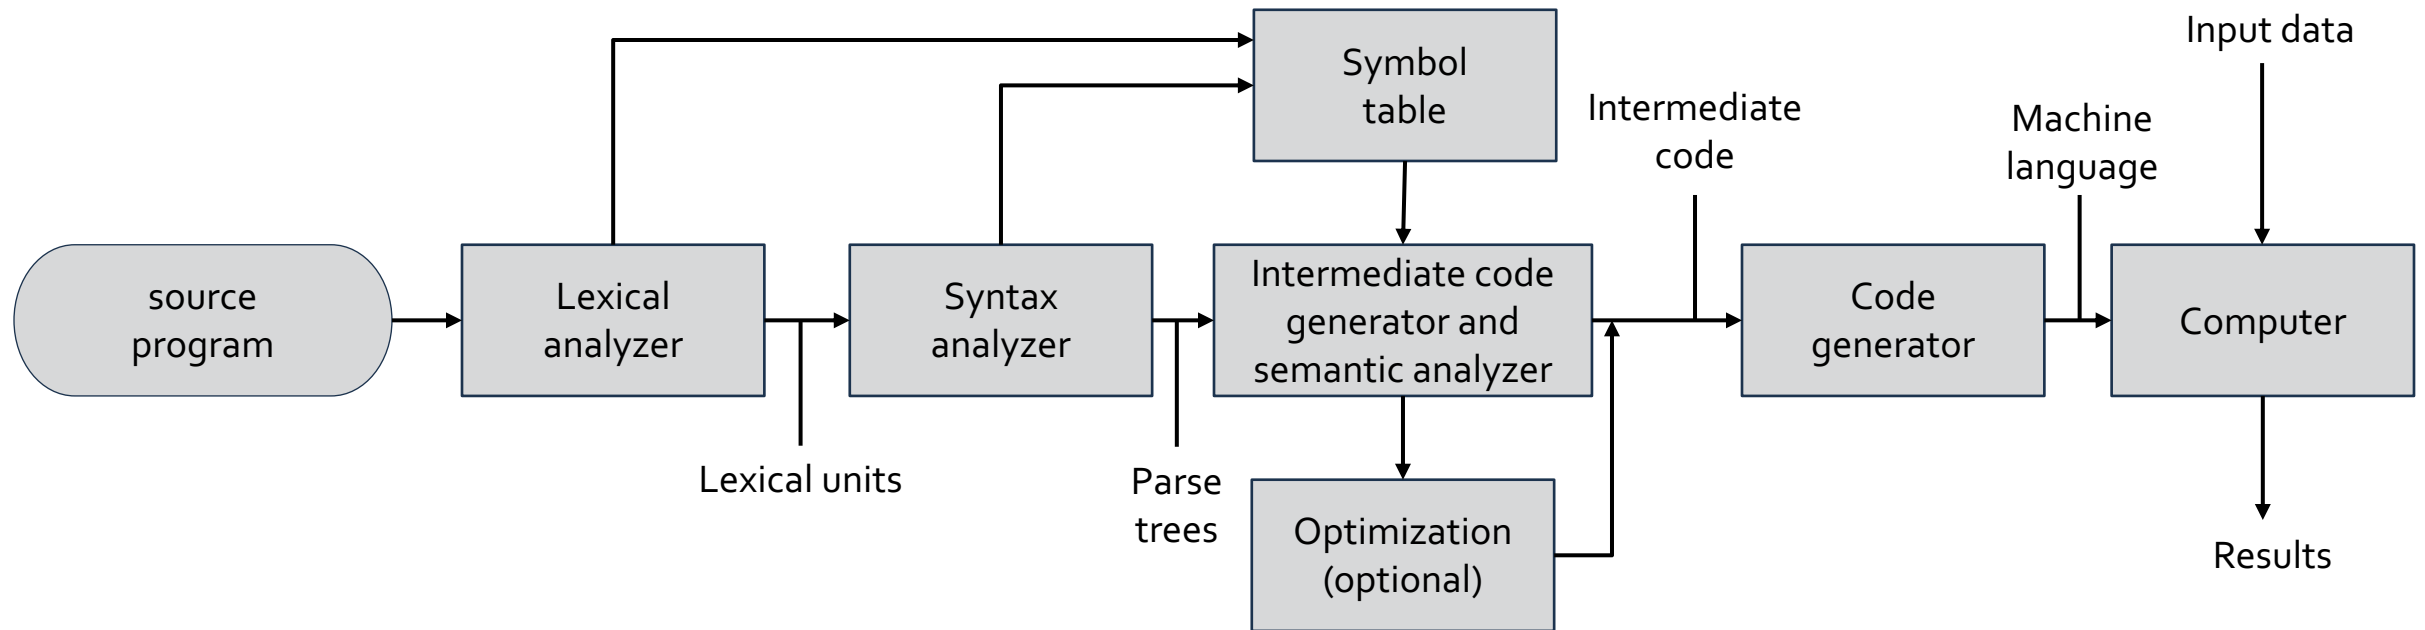 Symbol
table
Input data
Intermediate
code
Machine
language
source
program
Lexical
analyzer
Syntax
analyzer
Intermediate code
generator and
semantic analyzer
Code
generator
Computer
Lexical units
Parse
trees
Optimization
(optional)
Results